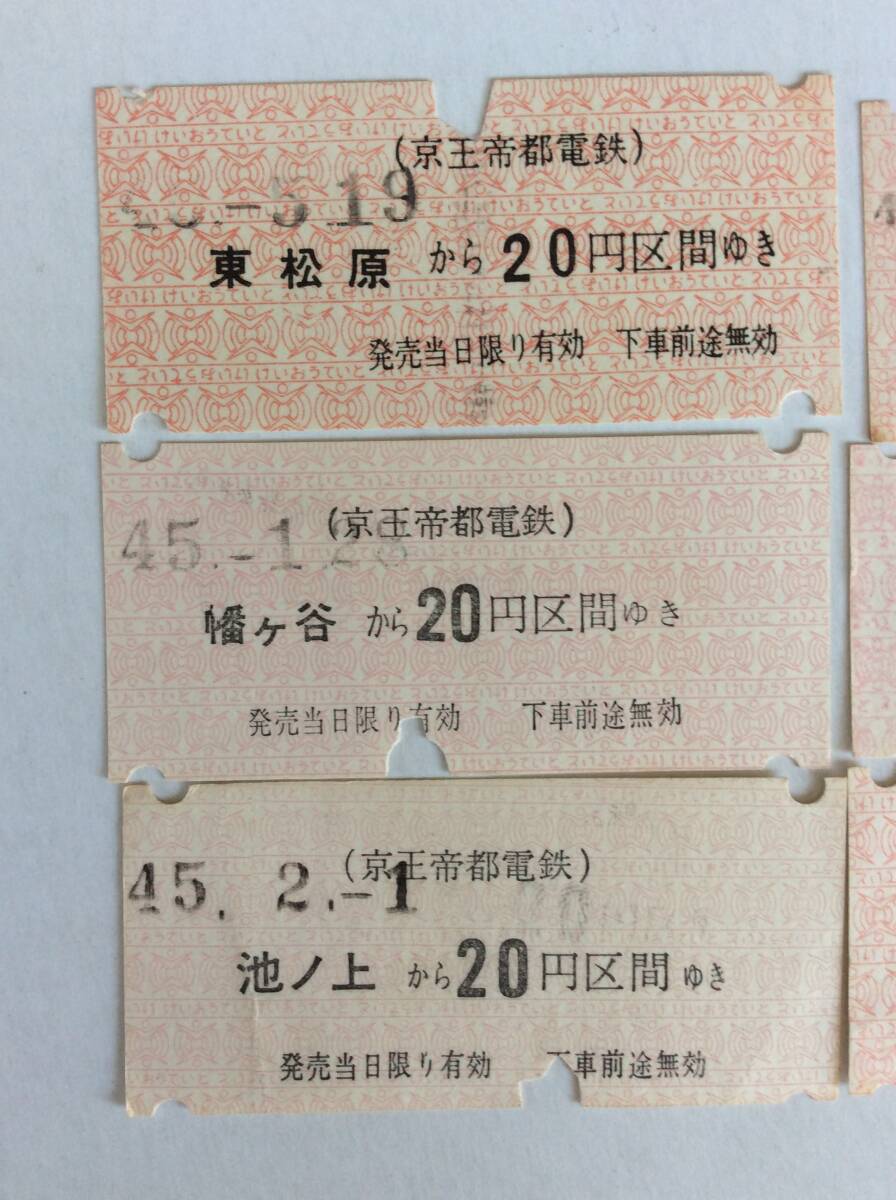 (京王帝都電鉄)
519
東松原 から 20円区間ゆき
発売当日限り有効 下車前途無効
(京王帝都電鉄)
45.-1 28
幡ヶ谷 から 20円区間ゆき
発売当日限り有効 下車前途無効
(京王帝都電鉄)
45. 2.-1
池ノ上 から 20円区間ゆき
発売当日限り有効 下車前途無効